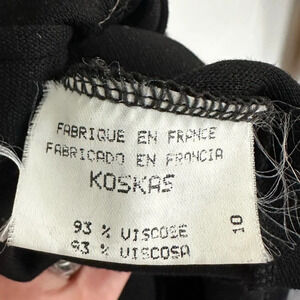 FABRIQUE EN FRANCE
FABRICADO EN FRANCIA
KOSKAS
93 % VISCOSE
93 % VISCOSA
10